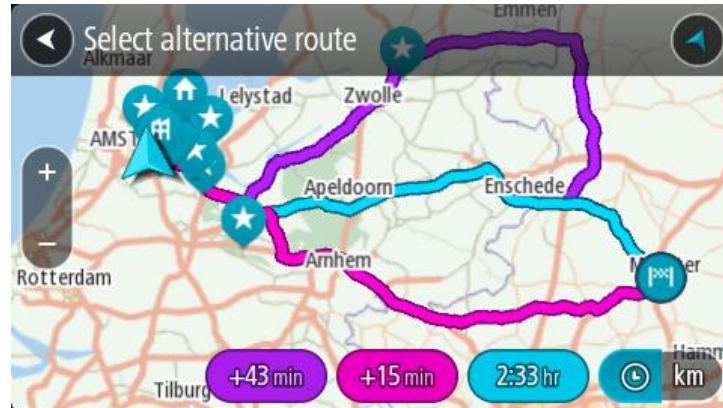 Emmen
Select alternative route
Alkmaar
Lelystad
Zwolle
+
Apeldoorn
Enschede
−
Arnhem
Rotterdam
Tilburg
+43 min
+15 min
2:33 hr
km